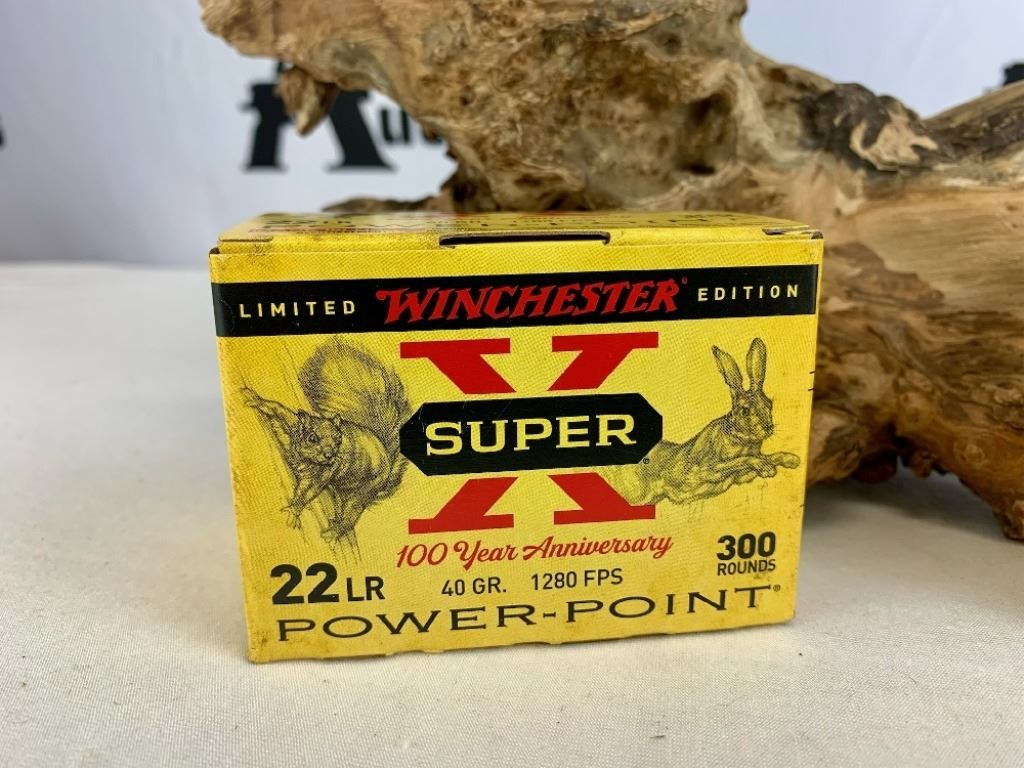 LIMITED WINCHESTER® EDITION
X
SUPER®
100 Year Anniversary
22 LR 40 GR. 1280 FPS 300 ROUNDS
POWER-POINT®